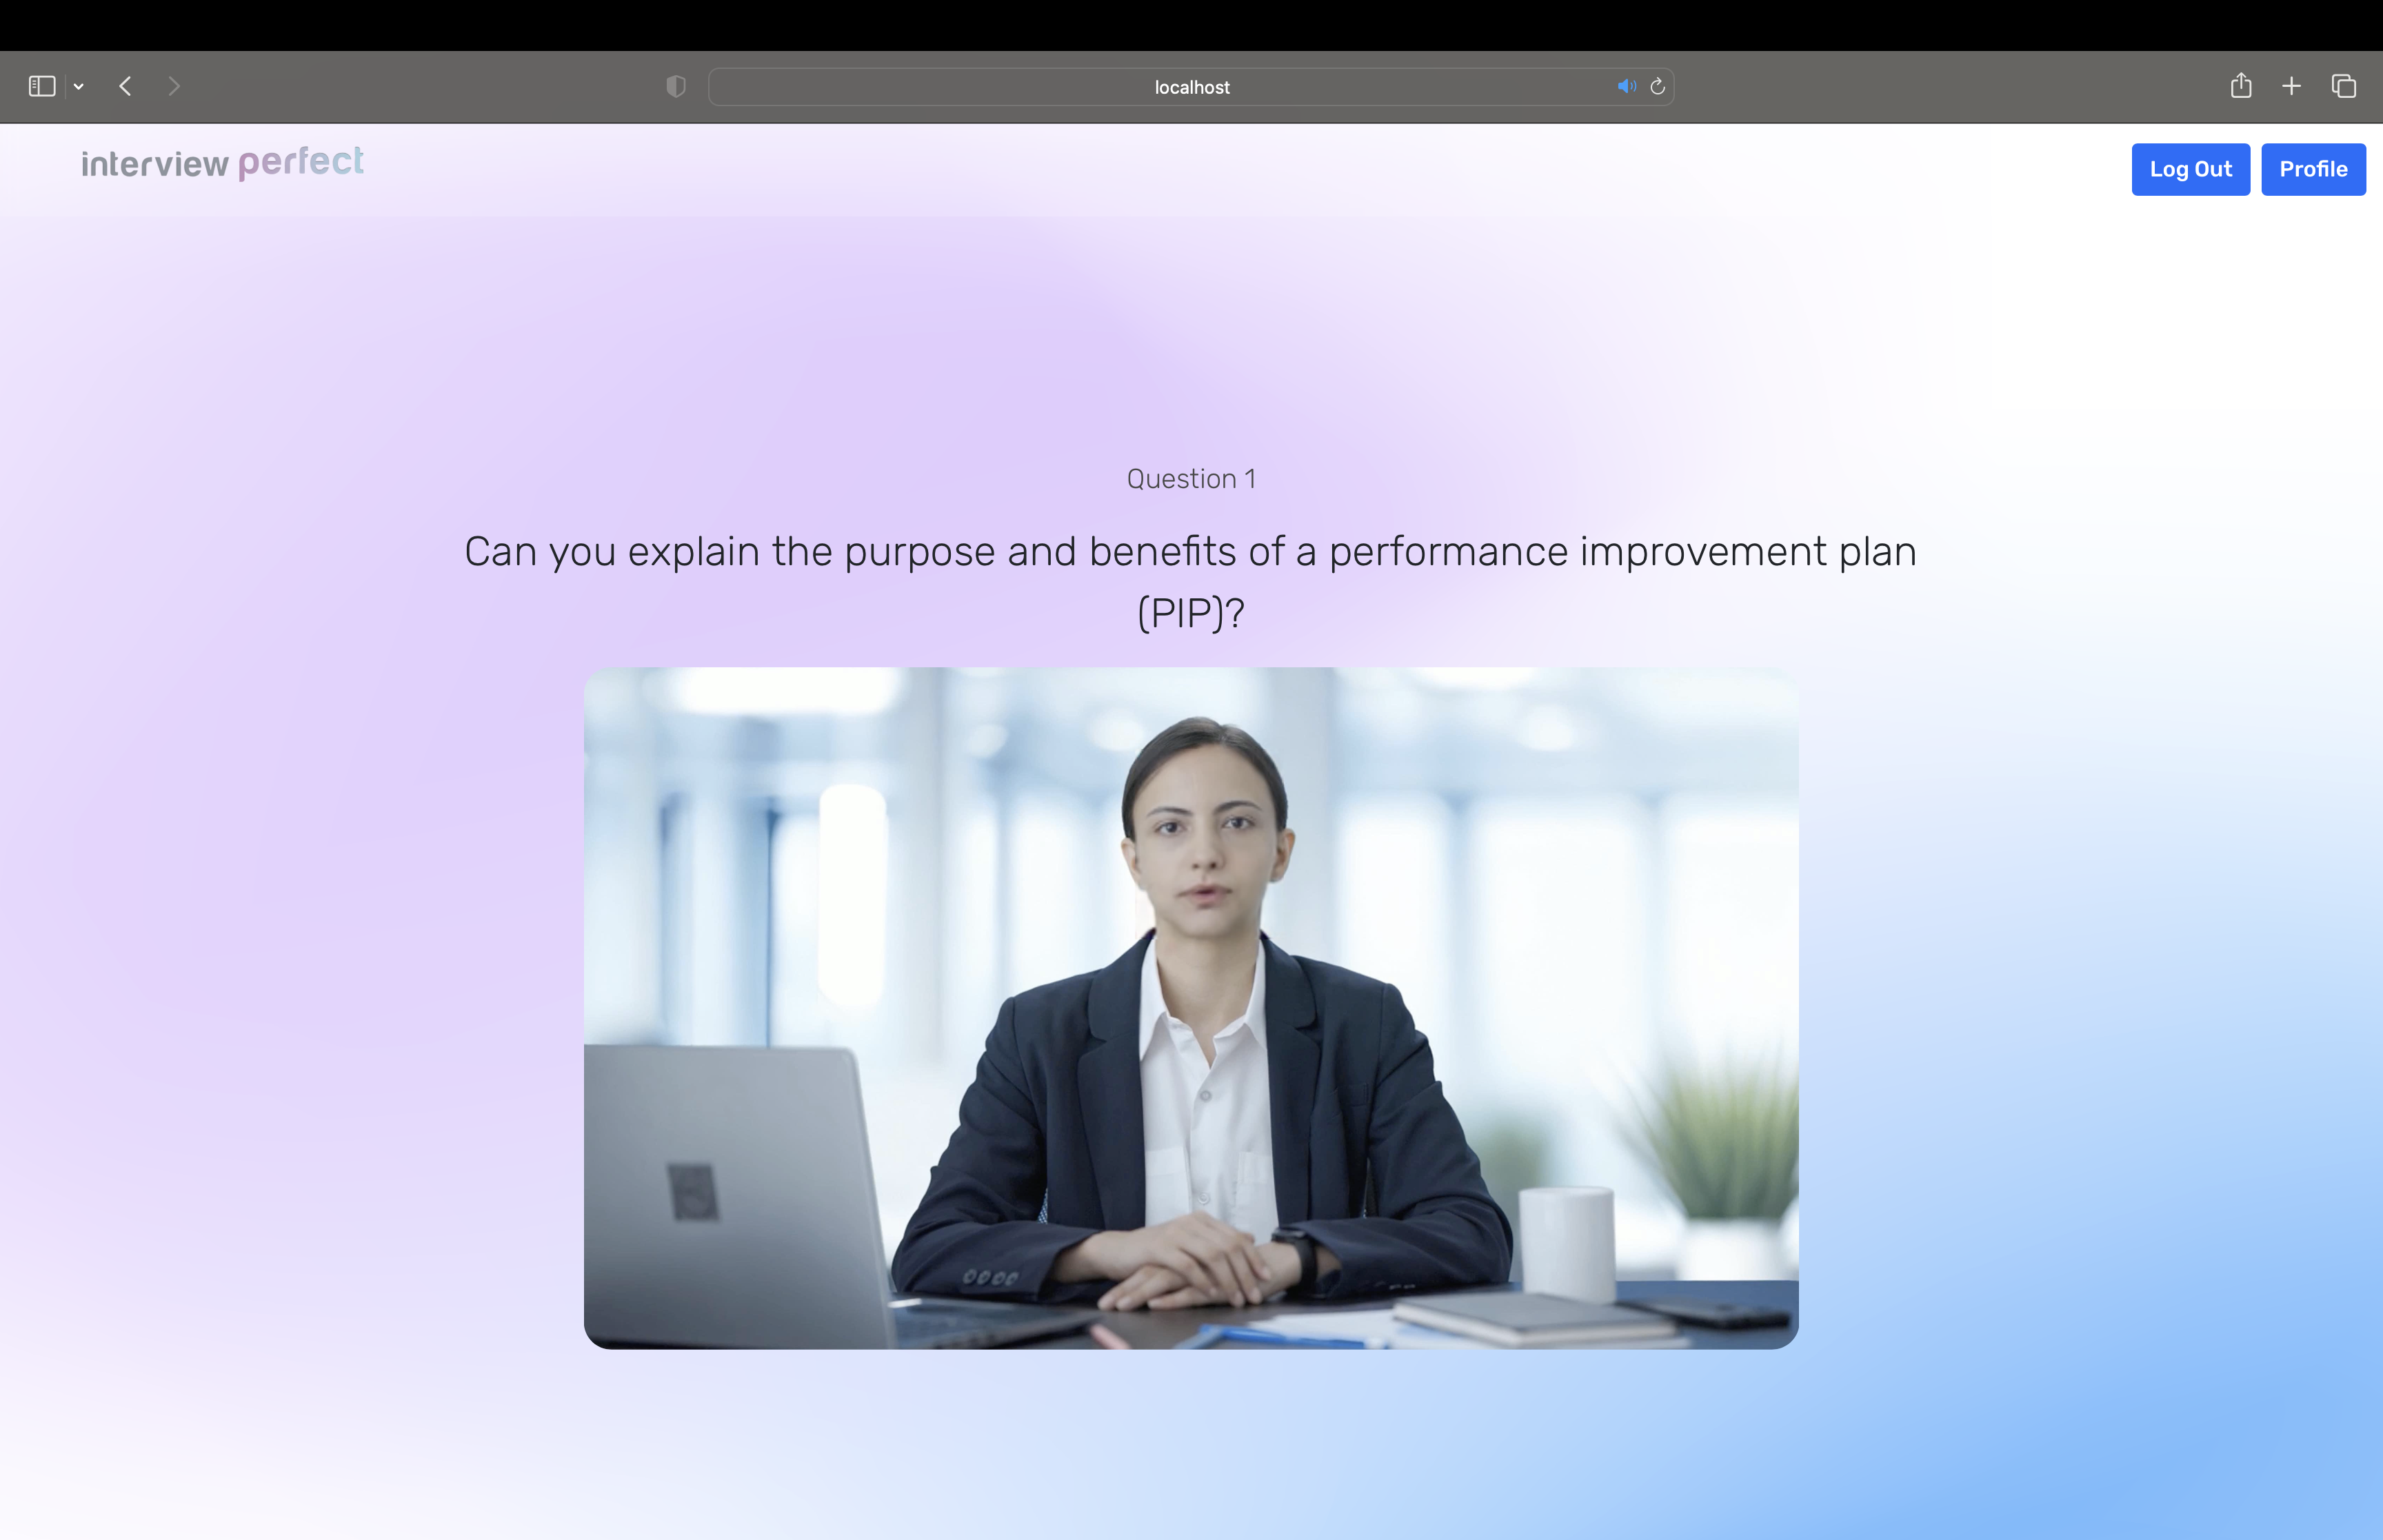 localhost
interview perfect
Log Out
Profile
Question 1
Can you explain the purpose and benefits of a performance improvement plan
(PIP)?